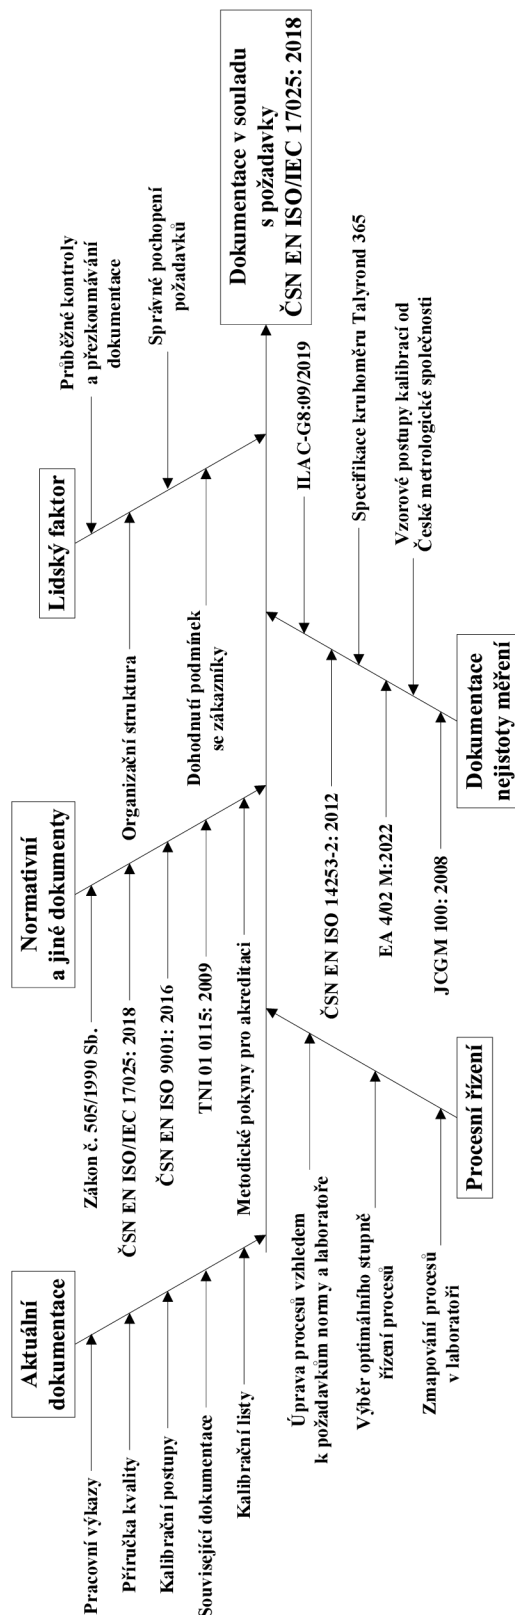 Aktuální
dokumentace
Pracovní výkazy
Příručka kvality
Kalibrační postupy
Související dokumentace
Kalibrační listy
Normativní
a jiné dokumenty
Zákon č. 505/1990 Sb.
ČSN EN ISO/IEC 17025: 2018
ČSN EN ISO 9001: 2016
TNI 01 0115: 2009
Metodické pokyny pro akreditaci
Lidský faktor
Průběžné kontroly
a přezkoumávání
dokumentace
Organizační struktura
Správné pochopení
požadavků
Dohodnutí podmínek
se zákazníky
Dokumentace v souladu
s požadavky
ČSN EN ISO/IEC 17025: 2018
Úprava procesů vzhledem
k požadavkům normy a laboratoře
Výběr optimálního stupně
řízení procesů
Zmapování procesů
v laboratoři
Procesní řízení
ILAC-G8:09/2019
ČSN EN ISO 14253-2: 2012
Specifikace kruhoměru Talyrond 365
EA 4/02 M:2022
Vzorové postupy kalibrací od
České metrologické společnosti
JCGM 100: 2008
Dokumentace
nejistoty měření